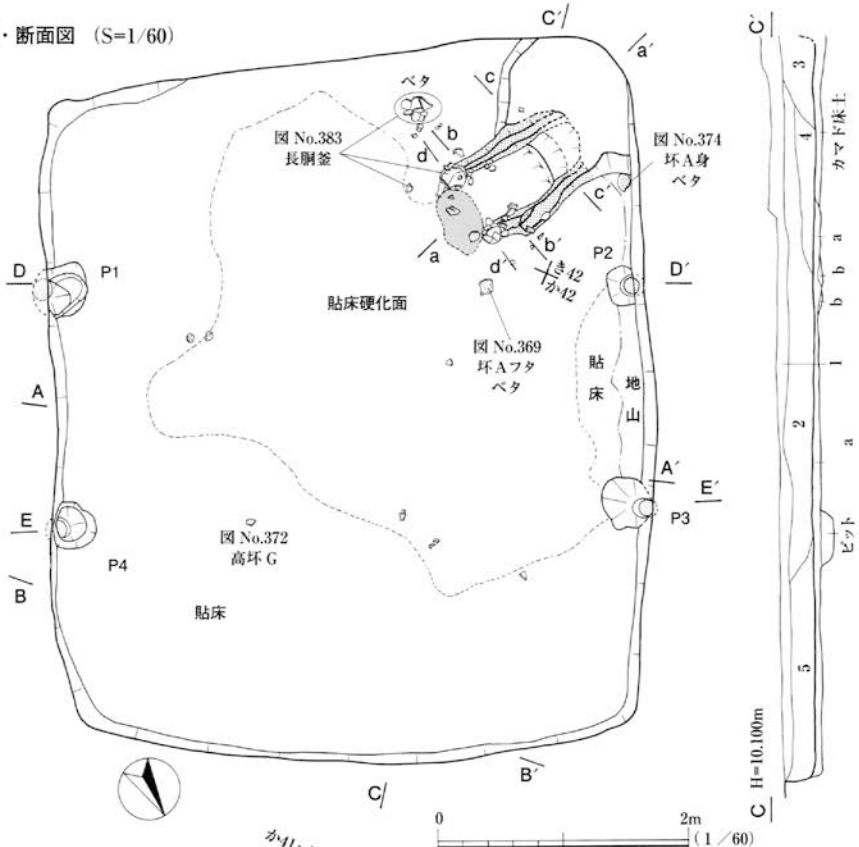 ・断面図 (S=1/60)
C′
a′
C′
ベタ
c
3
図 No.383
長胴釜
b
d
図 No.374
坏A身
ベタ
4
カマド床土
c′
a
b′
d′
P2
a
き42
か42
D
P1
D′
b
b
貼床硬化面
図 No.369
坏Aフタ
ベタ
貼床
地山
1
A
2
a
A′
E′
E
P3
図 No.372
高坏 G
ピット
P4
B
貼床
5
H=10.100m
B′
C
C
か41
0
2m
(1/60)